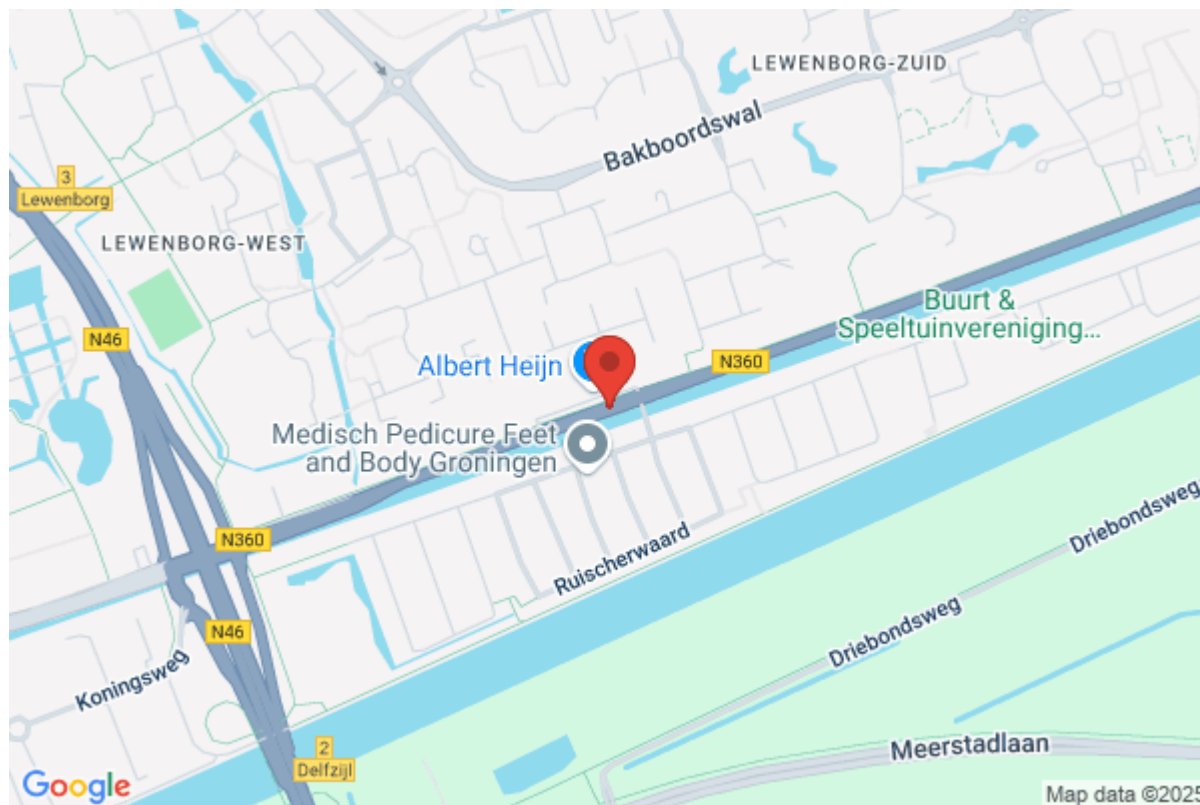 LEWENBORG-ZUID
Bakboordswal
3
Lewenborg
LEWENBORG-WEST
Buurt &
Speeltuinvereniging...
N46
N360
Albert Heijn
Medisch Pedicure Feet
and Body Groningen
Driebondsweg
N360
Ruischerwaard
Driebondsweg
N46
Koningsweg
2
Delfzijl
Meerstadlaan
Google
Map data ©2025